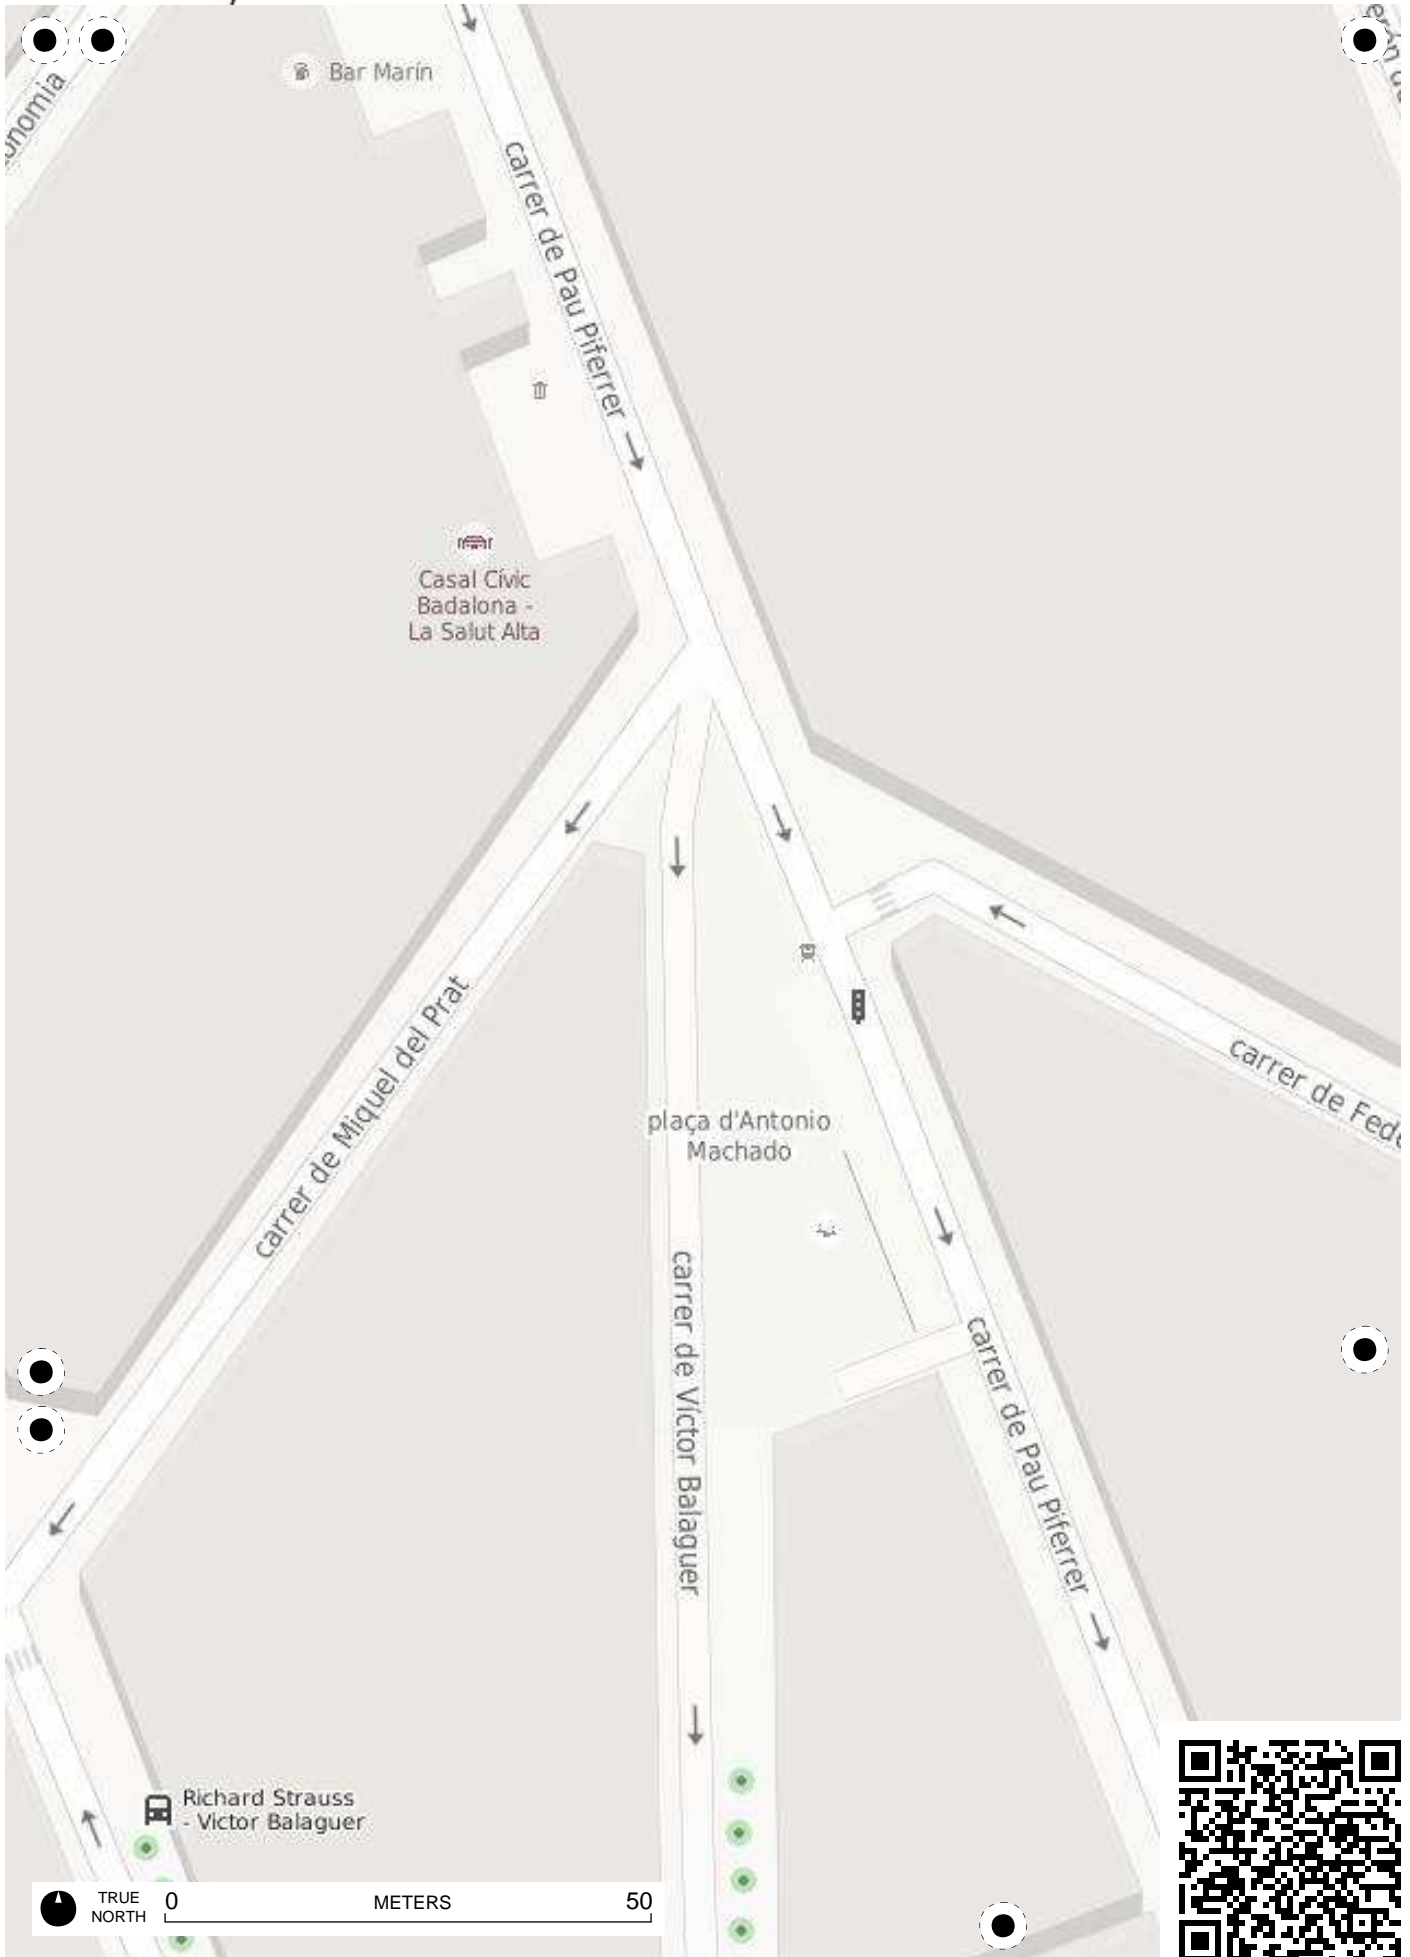 onomia
Bar Marín
carrer de Pau Piferrer
Casal Cívic
Badalona -
La Salut Alta
carrer de Miquel del Prat
carrer de Fede
plaça d'Antonio
Machado
carrer de Víctor Balaguer
carrer de Pau Piferrer
Richard Strauss
- Victor Balaguer
TRUE
NORTH
0 METERS 50